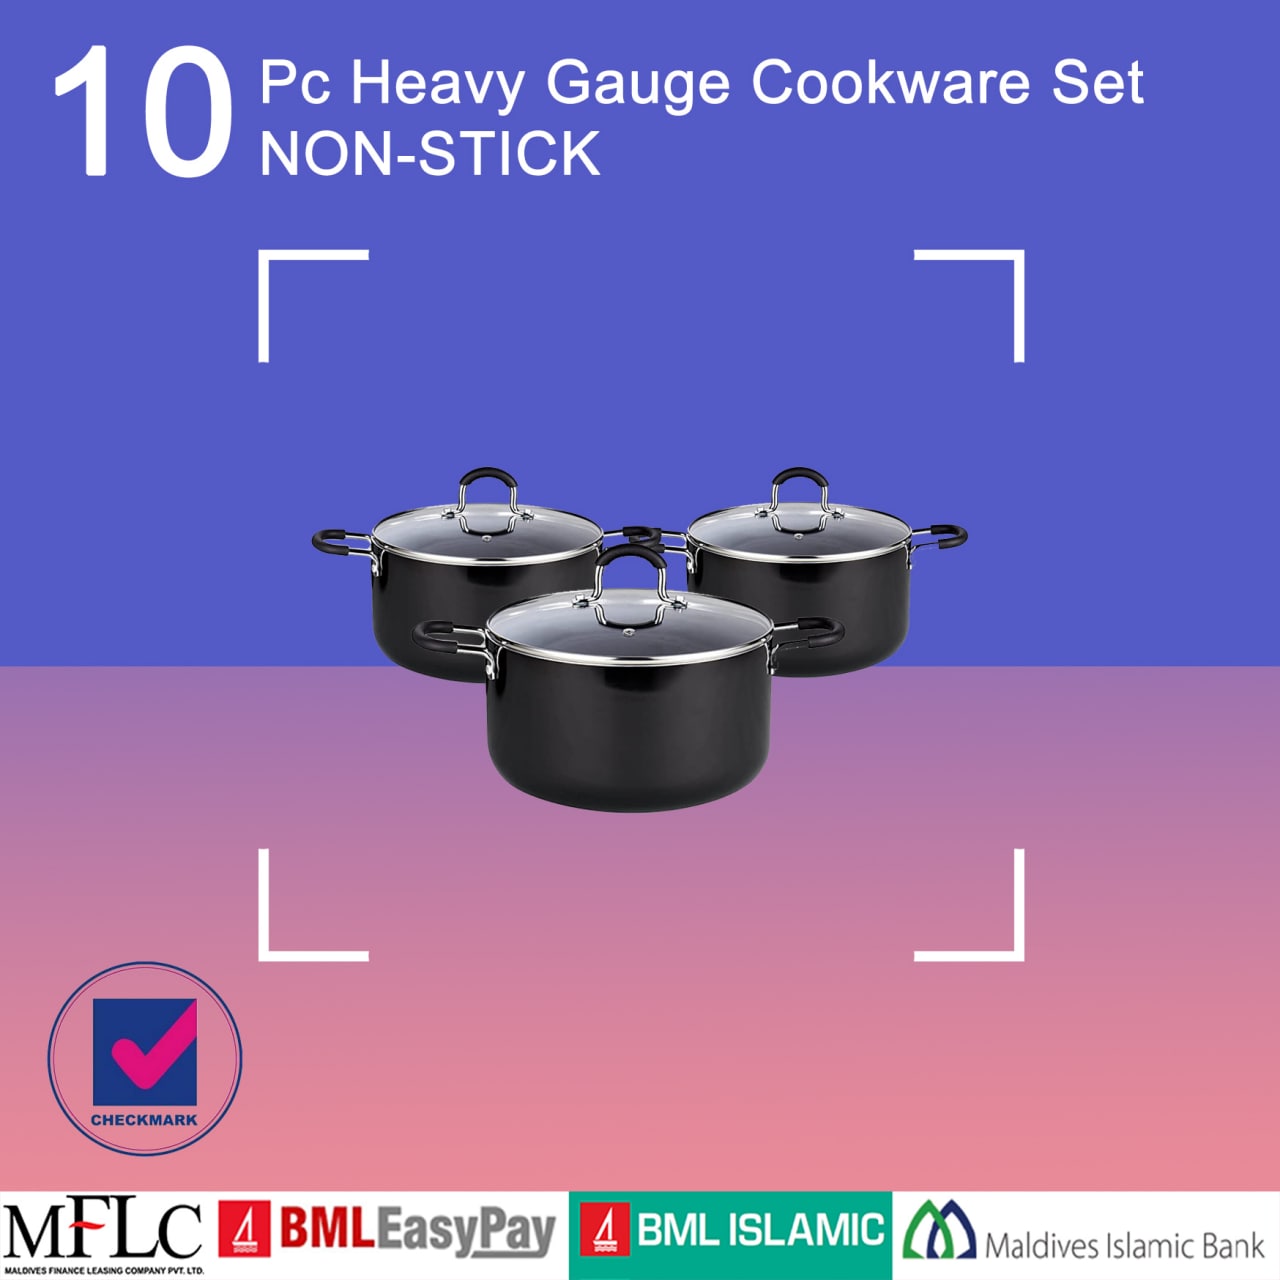 10 Pc Heavy Gauge Cookware Set
NON-STICK
CHECKMARK
MFLC
MALDIVES FINANCE LEASING COMPANY PVT. LTD.
BMLEasyPay
BML ISLAMIC
Maldives Islamic Bank